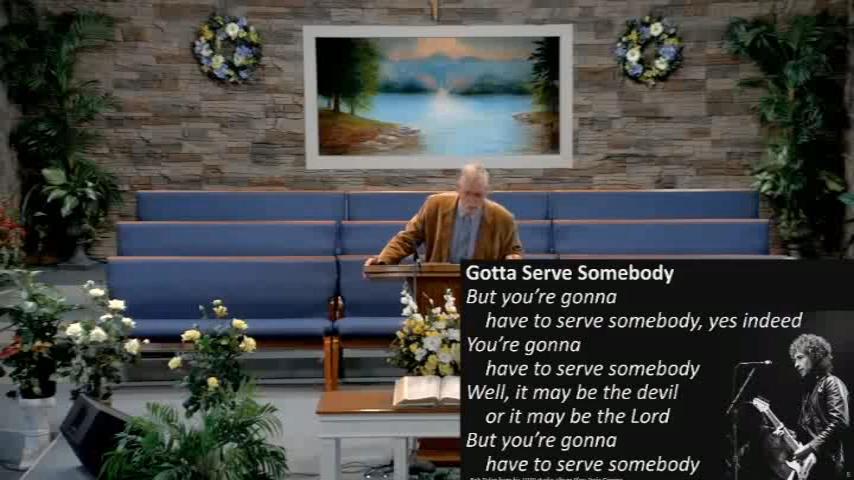 Gotta Serve Somebody
But you're gonna
have to serve somebody, yes indeed
You're gonna
have to serve somebody
Well, it may be the devil
or it may be the Lord
But you're gonna
have to serve somebody